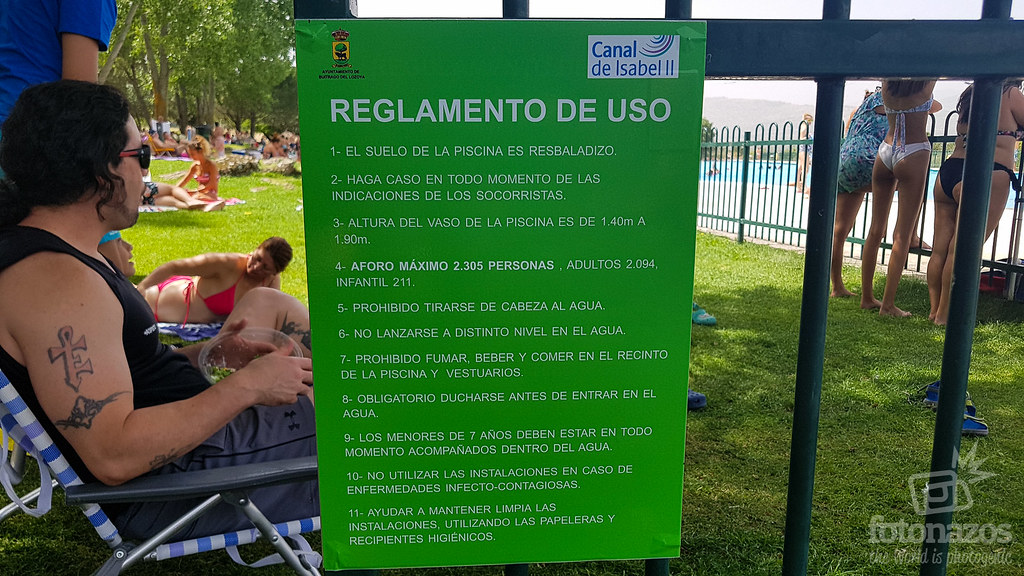 AYUNTAMIENTO DE
BUITRAGO DEL LOZOYA
Canal
de Isabel II
REGLAMENTO DE USO
1- EL SUELO DE LA PISCINA ES RESBALADIZO.
2- HAGA CASO EN TODO MOMENTO DE LAS
INDICACIONES DE LOS SOCORRISTAS.
3- ALTURA DEL VASO DE LA PISCINA ES DE 1.40m A
1.90m.
4- AFORO MÁXIMO 2.305 PERSONAS , ADULTOS 2.094,
INFANTIL 211.
5- PROHIBIDO TIRARSE DE CABEZA AL AGUA.
6- NO LANZARSE A DISTINTO NIVEL EN EL AGUA.
7- PROHIBIDO FUMAR, BEBER Y COMER EN EL RECINTO
DE LA PISCINA Y VESTUARIOS.
8- OBLIGATORIO DUCHARSE ANTES DE ENTRAR EN EL
AGUA.
9- LOS MENORES DE 7 AÑOS DEBEN ESTAR EN TODO
MOMENTO ACOMPAÑADOS DENTRO DEL AGUA.
10- NO UTILIZAR LAS INSTALACIONES EN CASO DE
ENFERMEDADES INFECTO-CONTAGIOSAS.
11- AYUDAR A MANTENER LIMPIA LAS
INSTALACIONES, UTILIZANDO LAS PAPELERAS Y
RECIPIENTES HIGIÉNICOS.
fotonazos
the world is photogenic